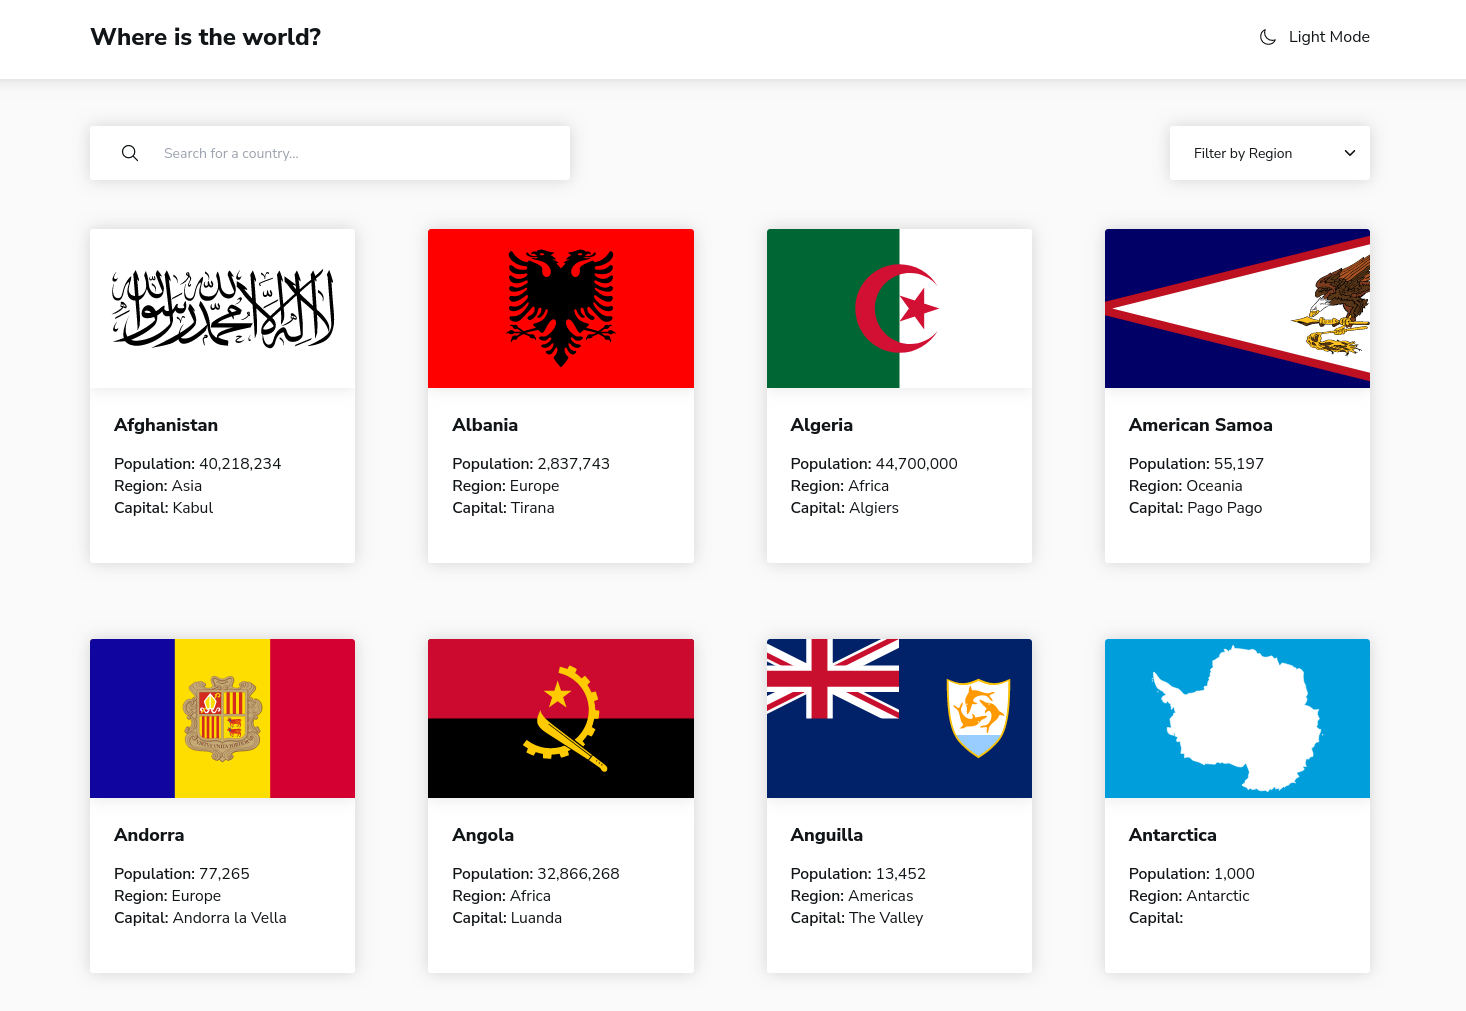 Where is the world?
Light Mode
Search for a country...
Filter by Region
لا إله إلا الله محمد رسول الله
Afghanistan
Population: 40,218,234
Region: Asia
Capital: Kabul
Albania
Population: 2,837,743
Region: Europe
Capital: Tirana
Algeria
Population: 44,700,000
Region: Africa
Capital: Algiers
American Samoa
Population: 55,197
Region: Oceania
Capital: Pago Pago
Andorra
Population: 77,265
Region: Europe
Capital: Andorra la Vella
Angola
Population: 32,866,268
Region: Africa
Capital: Luanda
Anguilla
Population: 13,452
Region: Americas
Capital: The Valley
Antarctica
Population: 1,000
Region: Antarctic
Capital: